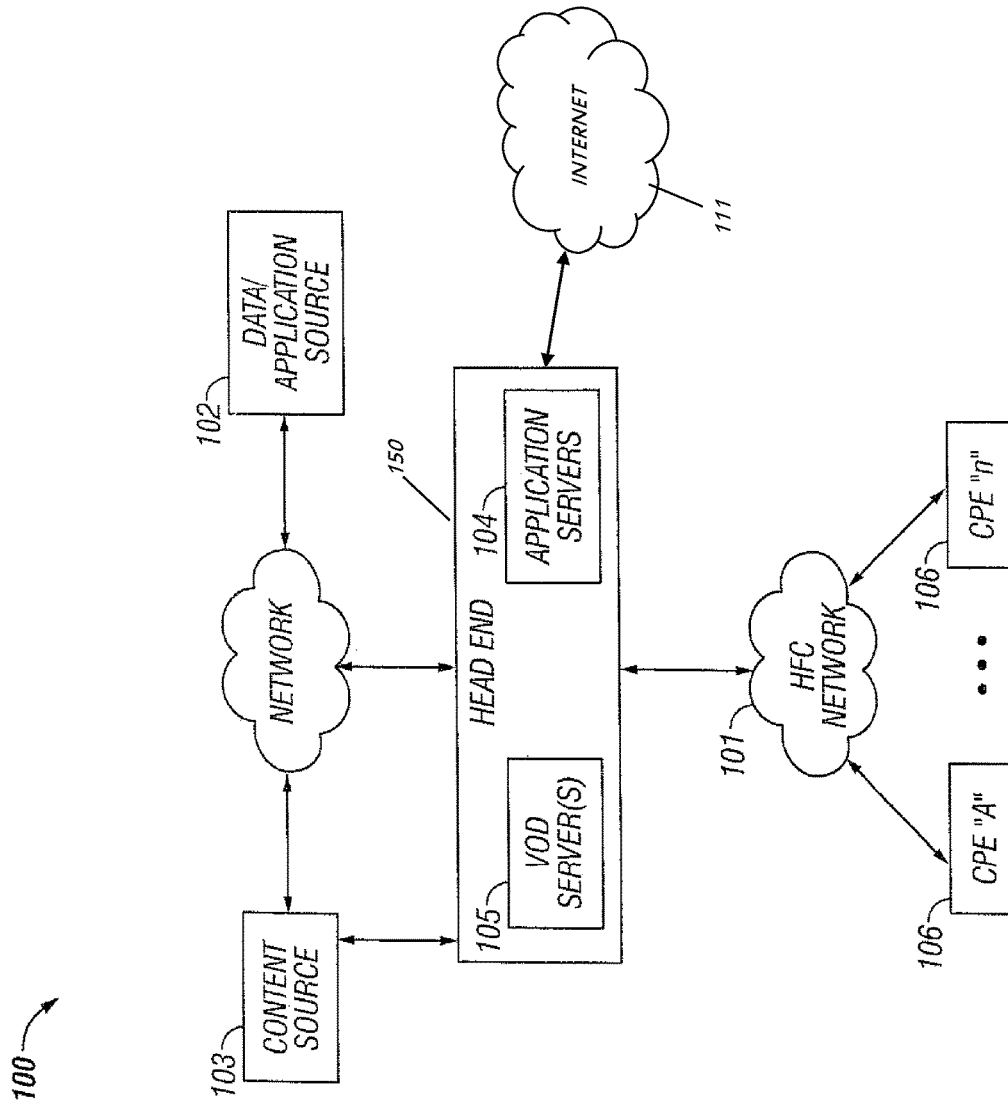 100
103
CONTENT
SOURCE
NETWORK
102
DATA/
APPLICATION
SOURCE
150
HEAD END
105
VOD
SERVER(S)
104
APPLICATION
SERVERS
INTERNET
111
101
HFC
NETWORK
106
CPE "A"
106
CPE "n"